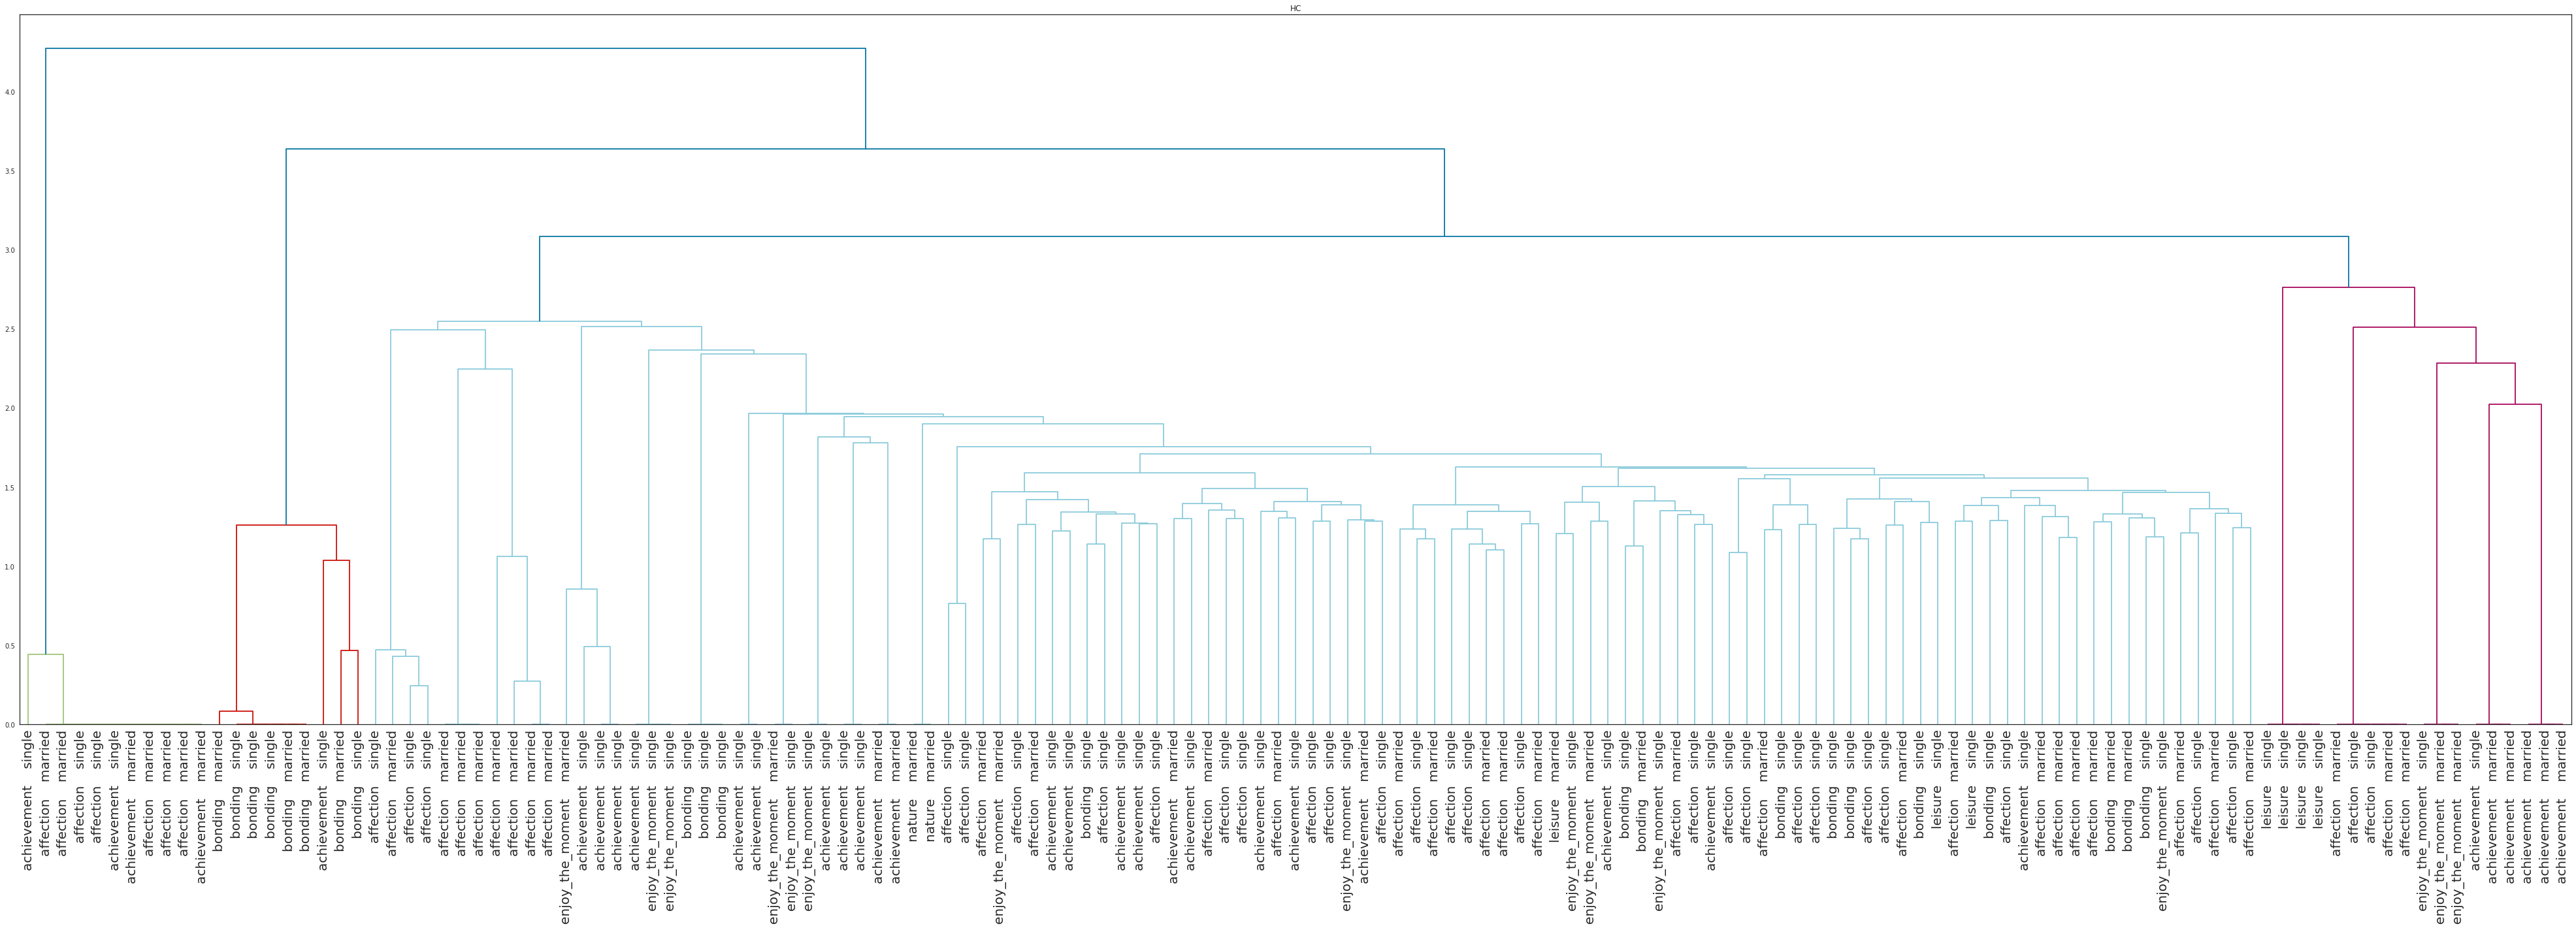 HC
4.0
3.5
3.0
2.5
2.0
1.5
1.0
0.5
0.0
achievement single
affection married
affection married
affection single
affection single
achievement single
achievement married
affection married
affection married
affection married
achievement married
bonding married
bonding single
bonding single
bonding single
bonding married
bonding married
achievement single
bonding married
bonding single
affection single
affection married
affection single
affection single
affection married
affection married
affection married
affection married
affection married
affection married
affection married
enjoy_the_moment married
achievement single
achievement single
achievement single
achievement single
enjoy_the_moment single
enjoy_the_moment single
bonding single
bonding single
bonding single
achievement single
achievement single
enjoy_the_moment married
enjoy_the_moment single
enjoy_the_moment married
achievement single
achievement single
achievement single
achievement married
achievement married
nature married
nature married
affection single
affection single
affection married
enjoy_the_moment married
affection single
affection married
achievement single
achievement single
bonding single
affection single
achievement single
achievement single
affection single
achievement married
achievement single
affection married
affection single
affection single
achievement single
affection married
achievement single
affection single
affection single
enjoy_the_moment single
achievement married
affection single
affection married
affection single
affection married
affection single
affection single
affection married
affection married
affection single
affection married
leisure married
enjoy_the_moment single
enjoy_the_moment married
achievement single
bonding single
bonding married
enjoy_the_moment single
affection married
affection single
achievement single
affection single
affection single
affection married
bonding single
affection single
affection single
bonding single
bonding single
affection single
affection single
affection married
bonding single
leisure single
affection married
leisure single
bonding single
affection single
achievement single
affection married
affection married
affection married
affection married
bonding married
bonding married
bonding single
enjoy_the_moment single
affection married
affection single
affection married
affection single
affection married
leisure single
leisure single
leisure single
leisure single
affection married
affection single
affection single
affection married
affection married
enjoy_the_moment single
enjoy_the_moment married
enjoy_the_moment married
achievement single
achievement married
achievement married
achievement married
achievement married
achievement married